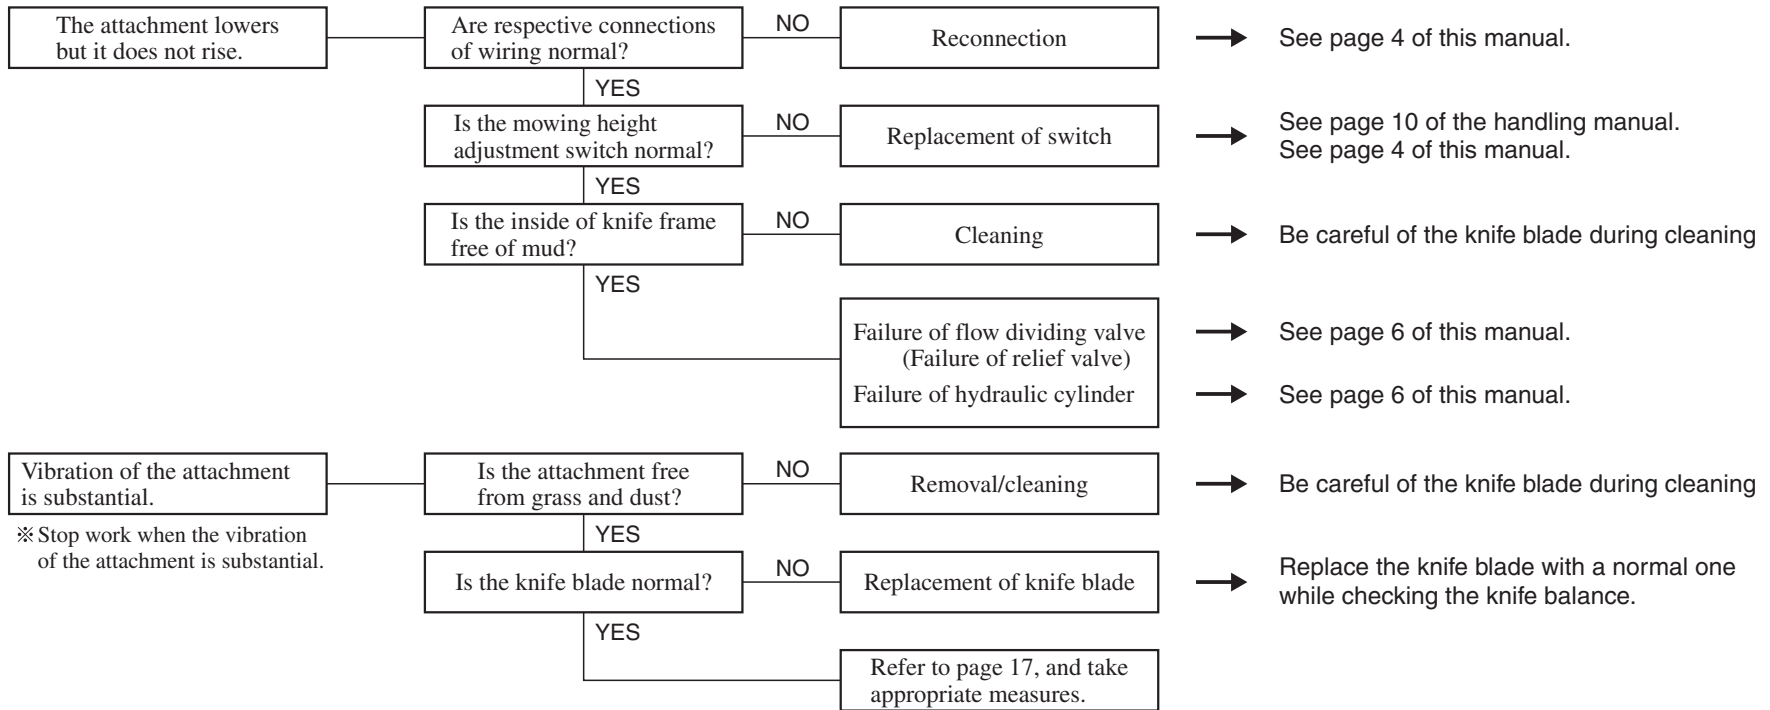 The attachment lowers
but it does not rise.
Are respective connections
of wiring normal?
NO
Reconnection
See page 4 of this manual.
YES
Is the mowing height
adjustment switch normal?
NO
Replacement of switch
See page 10 of the handling manual.
See page 4 of this manual.
YES
Is the inside of knife frame
free of mud?
NO
Cleaning
Be careful of the knife blade during cleaning
YES
Failure of flow dividing valve
(Failure of relief valve)
See page 6 of this manual.
Failure of hydraulic cylinder
See page 6 of this manual.
Vibration of the attachment
is substantial.
※ Stop work when the vibration
of the attachment is substantial.
Is the attachment free
from grass and dust?
NO
Removal/cleaning
Be careful of the knife blade during cleaning
YES
Is the knife blade normal?
NO
Replacement of knife blade
Replace the knife blade with a normal one
while checking the knife balance.
YES
Refer to page 17, and take
appropriate measures.